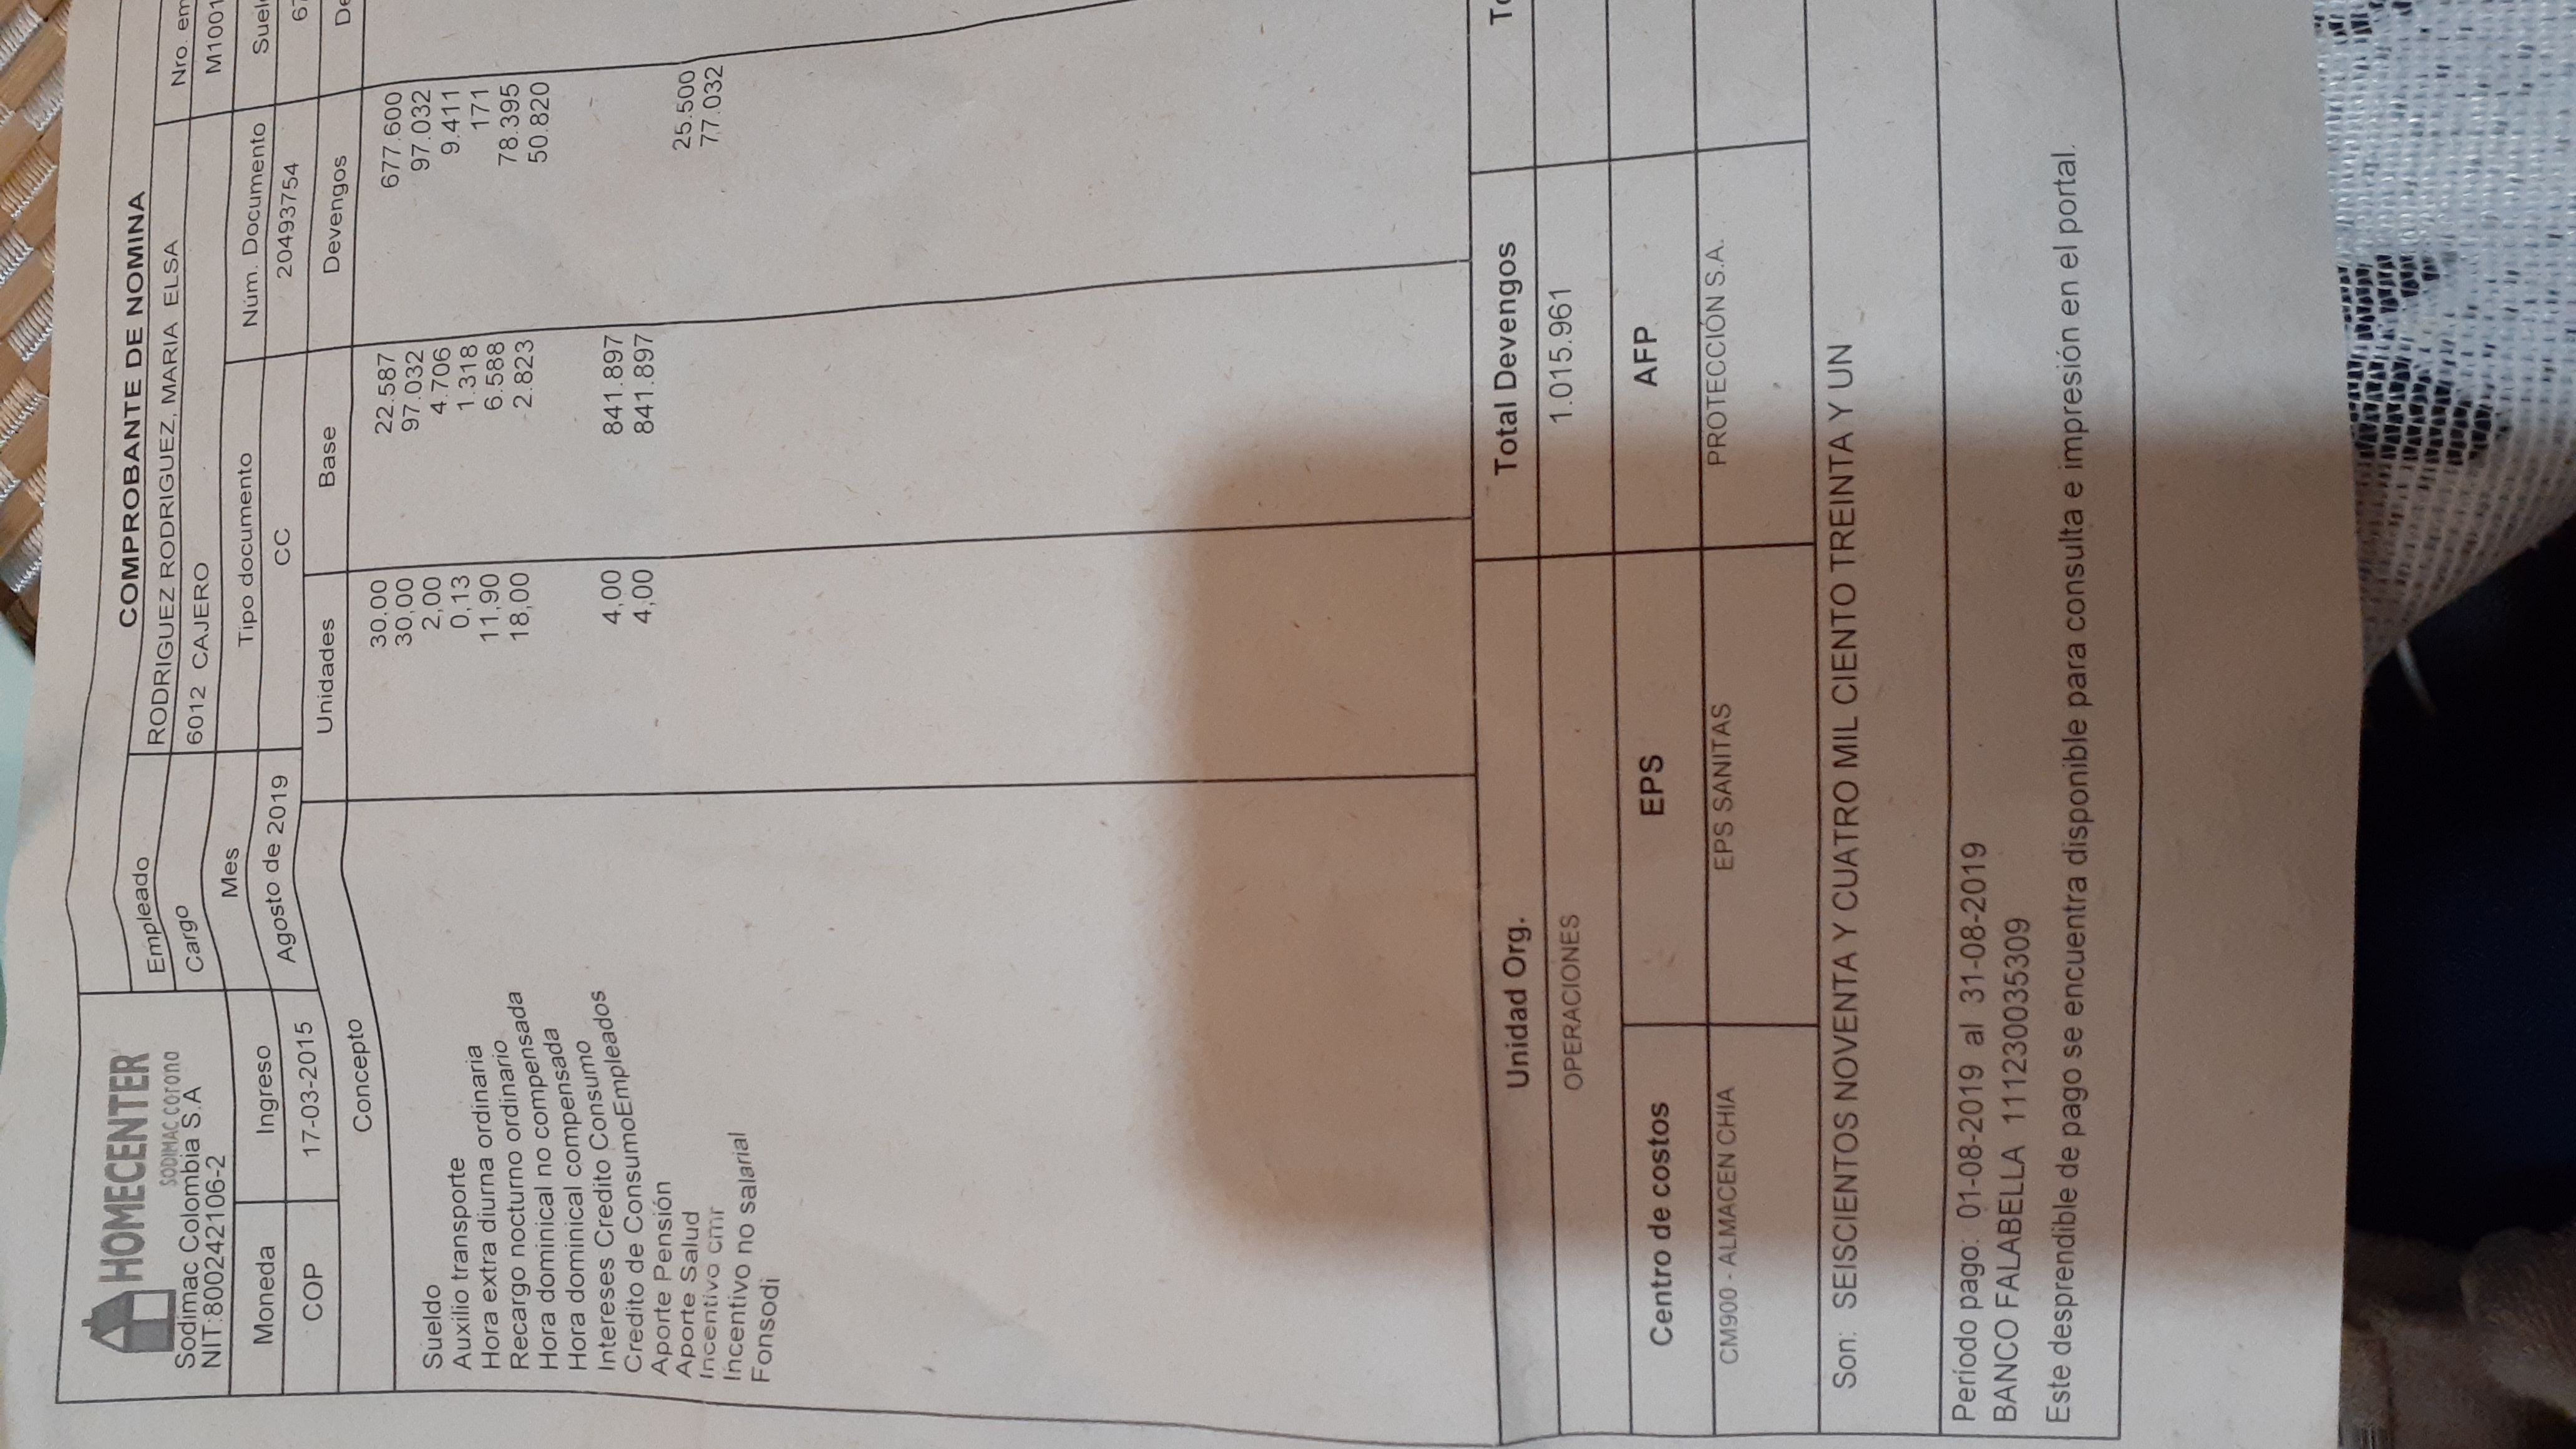 HOMECENTER
SODIMAC corona
Sodimac Colombia S.A
NIT:800242106-2
COMPROBANTE DE NOMINA
Empleado RODRIGUEZ RODRIGUEZ, MARIA ELSA Nro.
Cargo 6012 CAJERO M1001
Moneda Ingreso Mes Tipo documento Núm. Documento
COP 17-03-2015 Agosto de 2019 CC 20493754
Concepto Unidades Base Devengos
Sueldo 30,00 22.587 677.600
Auxilio transporte 30,00 97.032 97.032
Hora extra diurna ordinaria 2,00 4.706 9.411
Recargo nocturno ordinario 0,13 1.318 171
Hora dominical no compensada 11,90 6.588 78.395
Hora dominical compensada 18,00 2.823 50.820
Intereses Credito Consumo
Credito de ConsumoEmpleados
Aporte Pensión 4,00 841.897
Aporte Salud 4,00 841.897
Incentivo cmr 25.500
Incentivo no salarial 77.032
Fonsodi
Unidad Org. Total Devengos
OPERACIONES 1.015.961
Centro de costos EPS AFP
CM900 - ALMACEN CHIA EPS SANITAS PROTECCIÓN S.A.
Son: SEISCIENTOS NOVENTA Y CUATRO MIL CIENTO TREINTA Y UN
Período pago: 01-08-2019 al 31-08-2019
BANCO FALABELLA 111230035309
Este desprendible de pago se encuentra disponible para consulta e impresión en el portal.